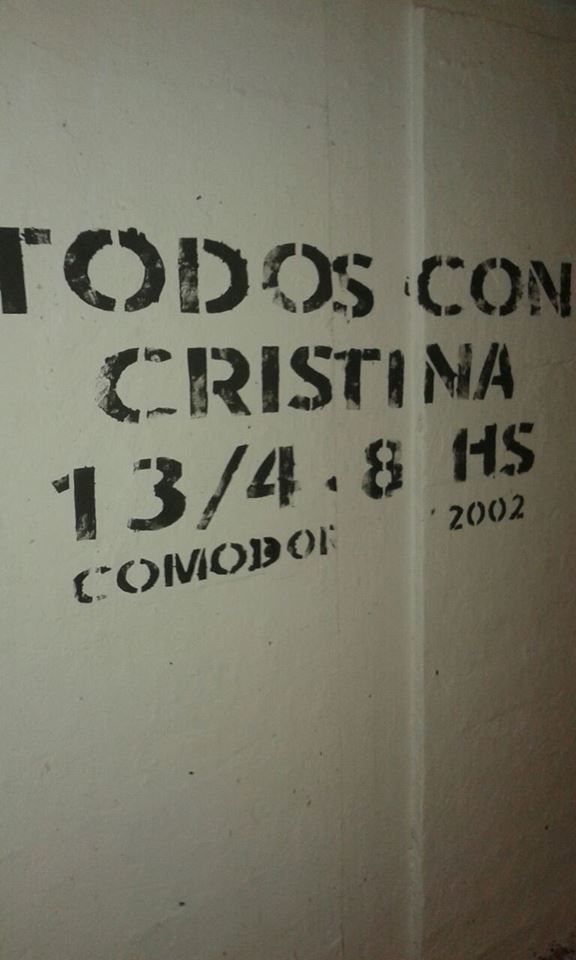 TODOS CON
CRISTINA
13/4 · 8 HS
COMODOR 2002